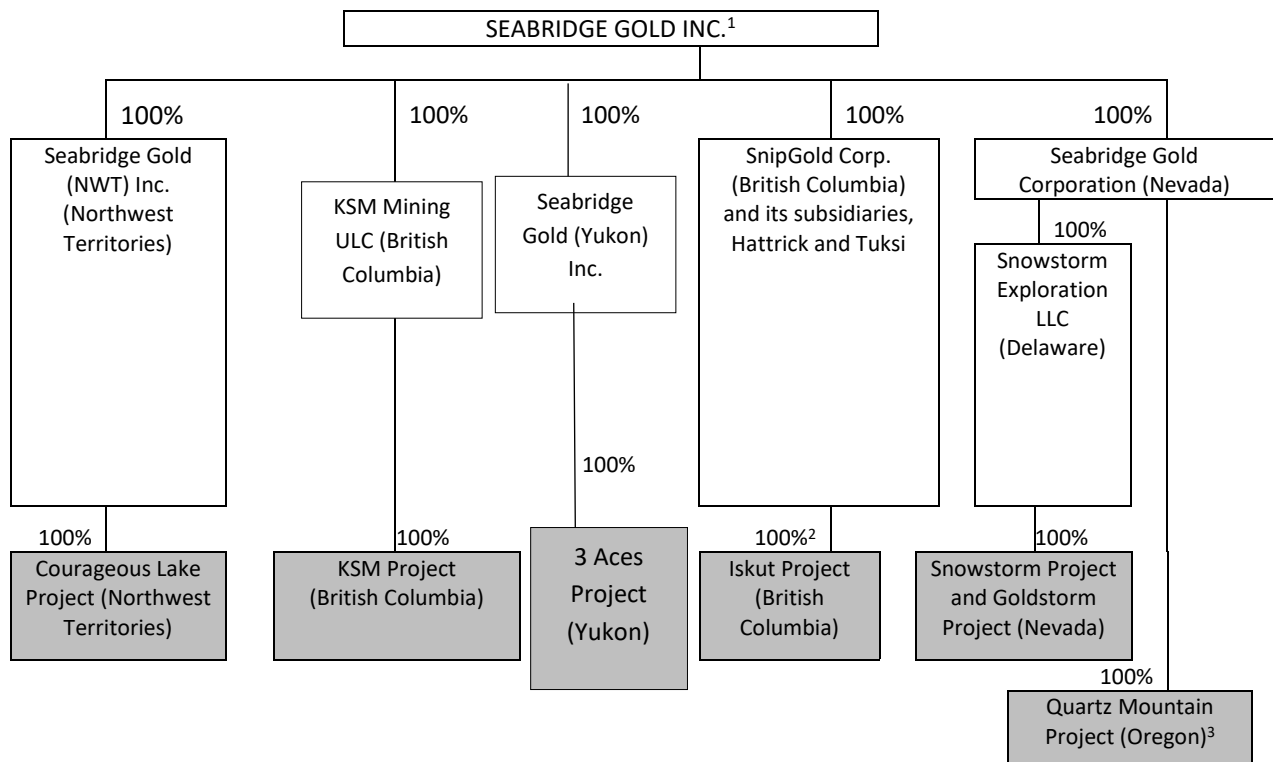 SEABRIDGE GOLD INC.¹
100%
100%
100%
100%
100%
Seabridge Gold
(NWT) Inc.
(Northwest
Territories)
KSM Mining
ULC (British
Columbia)
Seabridge
Gold (Yukon)
Inc.
SnipGold Corp.
(British Columbia)
and its subsidiaries,
Hattrick and Tuksi
Seabridge Gold
Corporation (Nevada)
100%
Snowstorm
Exploration
LLC
(Delaware)
100%
100%
100%
100%²
100%
Courageous Lake
Project (Northwest
Territories)
KSM Project
(British Columbia)
3 Aces
Project
(Yukon)
Iskut Project
(British
Columbia)
Snowstorm Project
and Goldstorm
Project (Nevada)
100%
Quartz Mountain
Project (Oregon)³